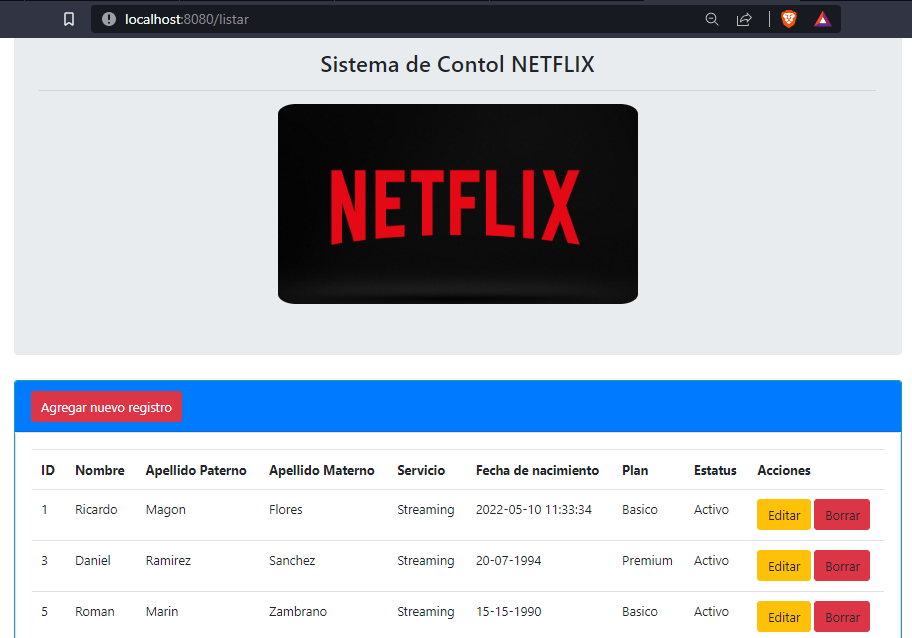 localhost:8080/listar
Sistema de Contol NETFLIX
NETFLIX
Agregar nuevo registro
ID Nombre Apellido Paterno Apellido Materno Servicio Fecha de nacimiento Plan Estatus Acciones
1 Ricardo Magon Flores Streaming 2022-05-10 11:33:34 Basico Activo Editar Borrar
3 Daniel Ramirez Sanchez Streaming 20-07-1994 Premium Activo Editar Borrar
5 Roman Marin Zambrano Streaming 15-15-1990 Basico Activo Editar Borrar